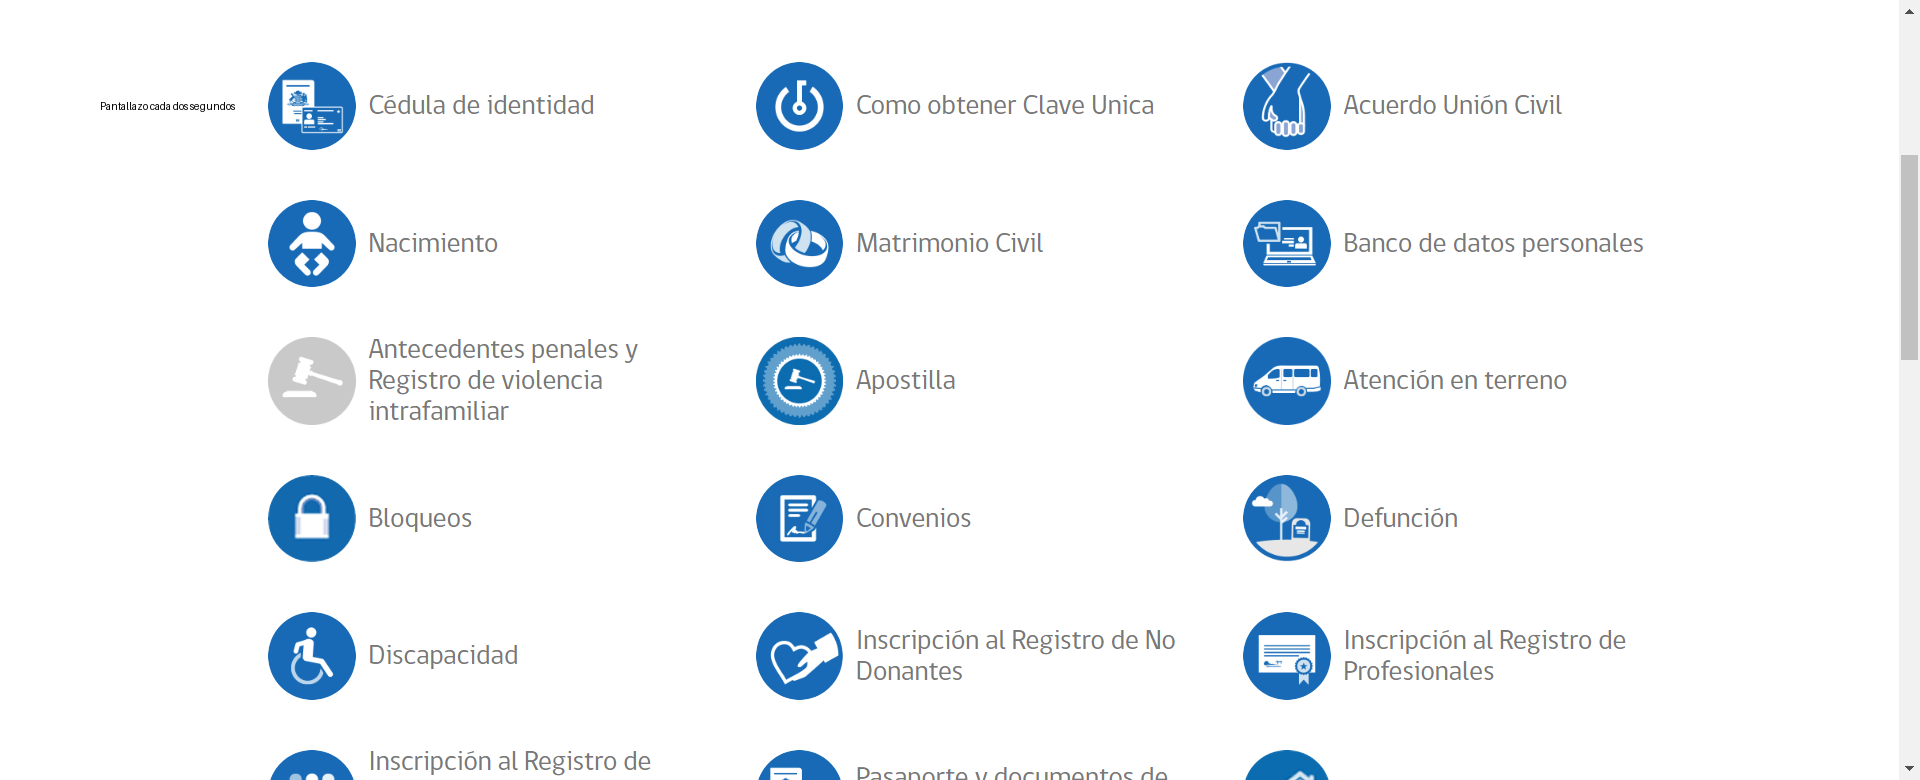 Pantallazo cada dos segundos
Cédula de identidad
Como obtener Clave Unica
Acuerdo Unión Civil
Nacimiento
Matrimonio Civil
Banco de datos personales
Antecedentes penales y
Registro de violencia
intrafamiliar
Apostilla
Atención en terreno
Bloqueos
Convenios
Defunción
Discapacidad
Inscripción al Registro de No
Donantes
Inscripción al Registro de
Profesionales
Inscripción al Registro de
Pasaporte y documentos de